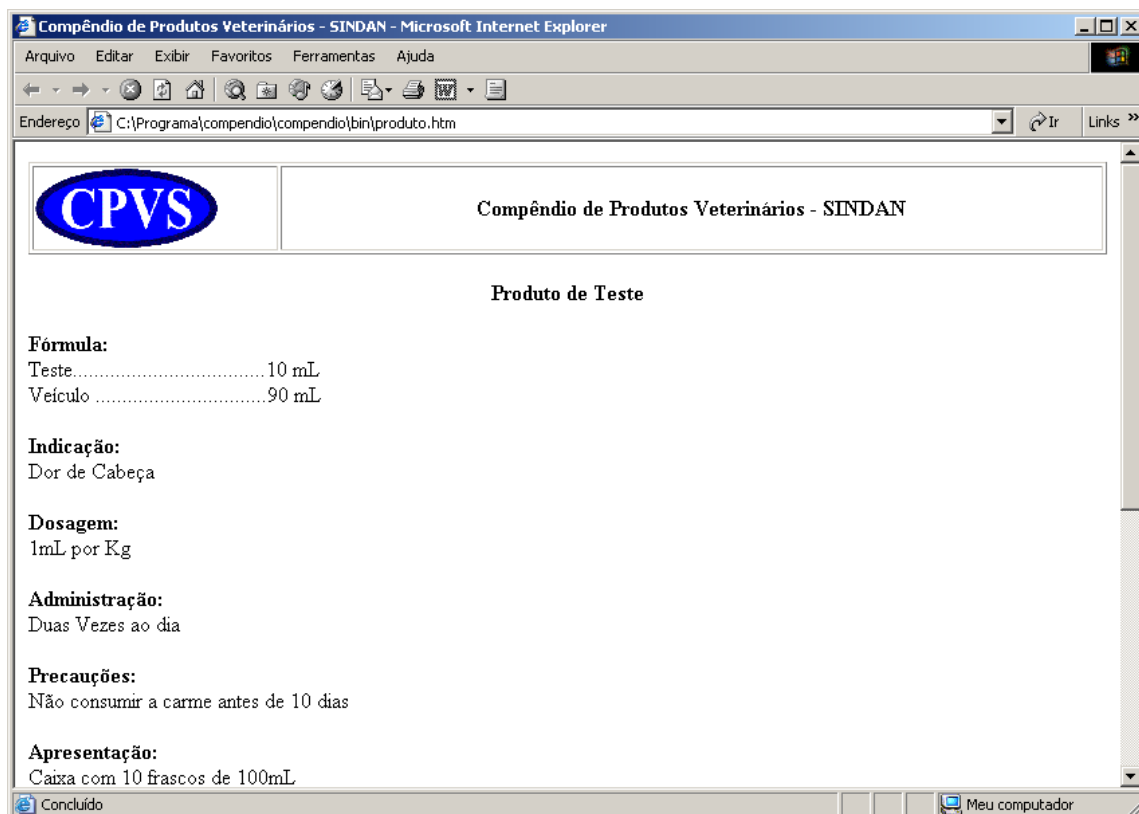 Compêndio de Produtos Veterinários - SINDAN - Microsoft Internet Explorer
Arquivo Editar Exibir Favoritos Ferramentas Ajuda
Endereço C:\Programa\compendio\compendio\bin\produto.htm Ir Links »
CPVS Compêndio de Produtos Veterinários - SINDAN
Produto de Teste
Fórmula:
Teste....................................10 mL
Veículo ................................90 mL
Indicação:
Dor de Cabeça
Dosagem:
1mL por Kg
Administração:
Duas Vezes ao dia
Precauções:
Não consumir a carme antes de 10 dias
Apresentação:
Caixa com 10 frascos de 100mL
Concluído Meu computador